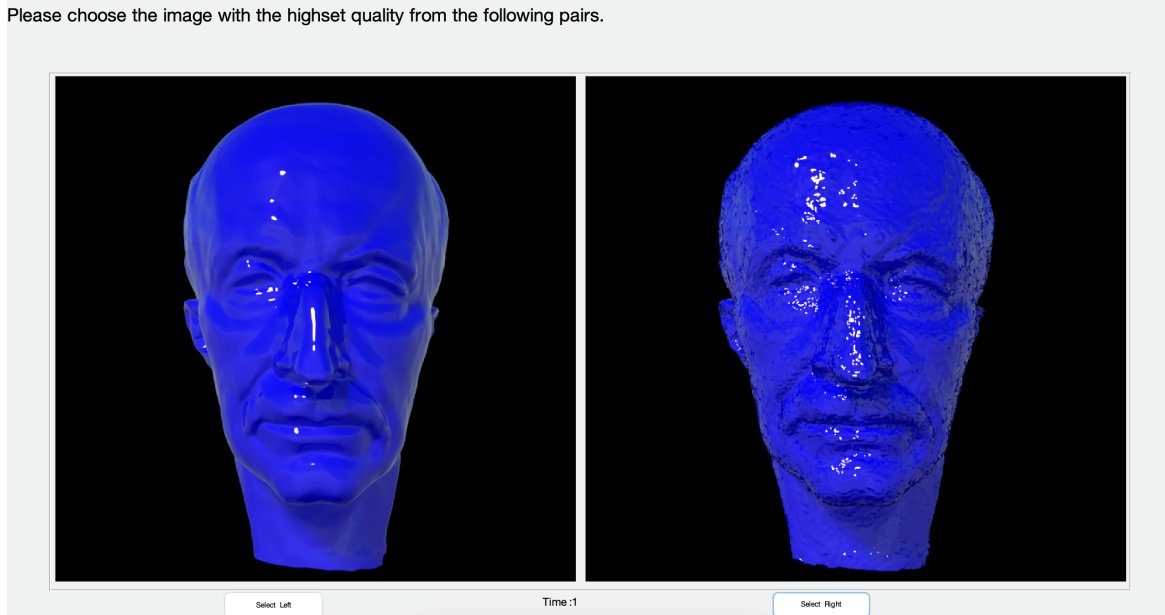 Please choose the image with the highset quality from the following pairs.
Select Left
Time :1
Select Right